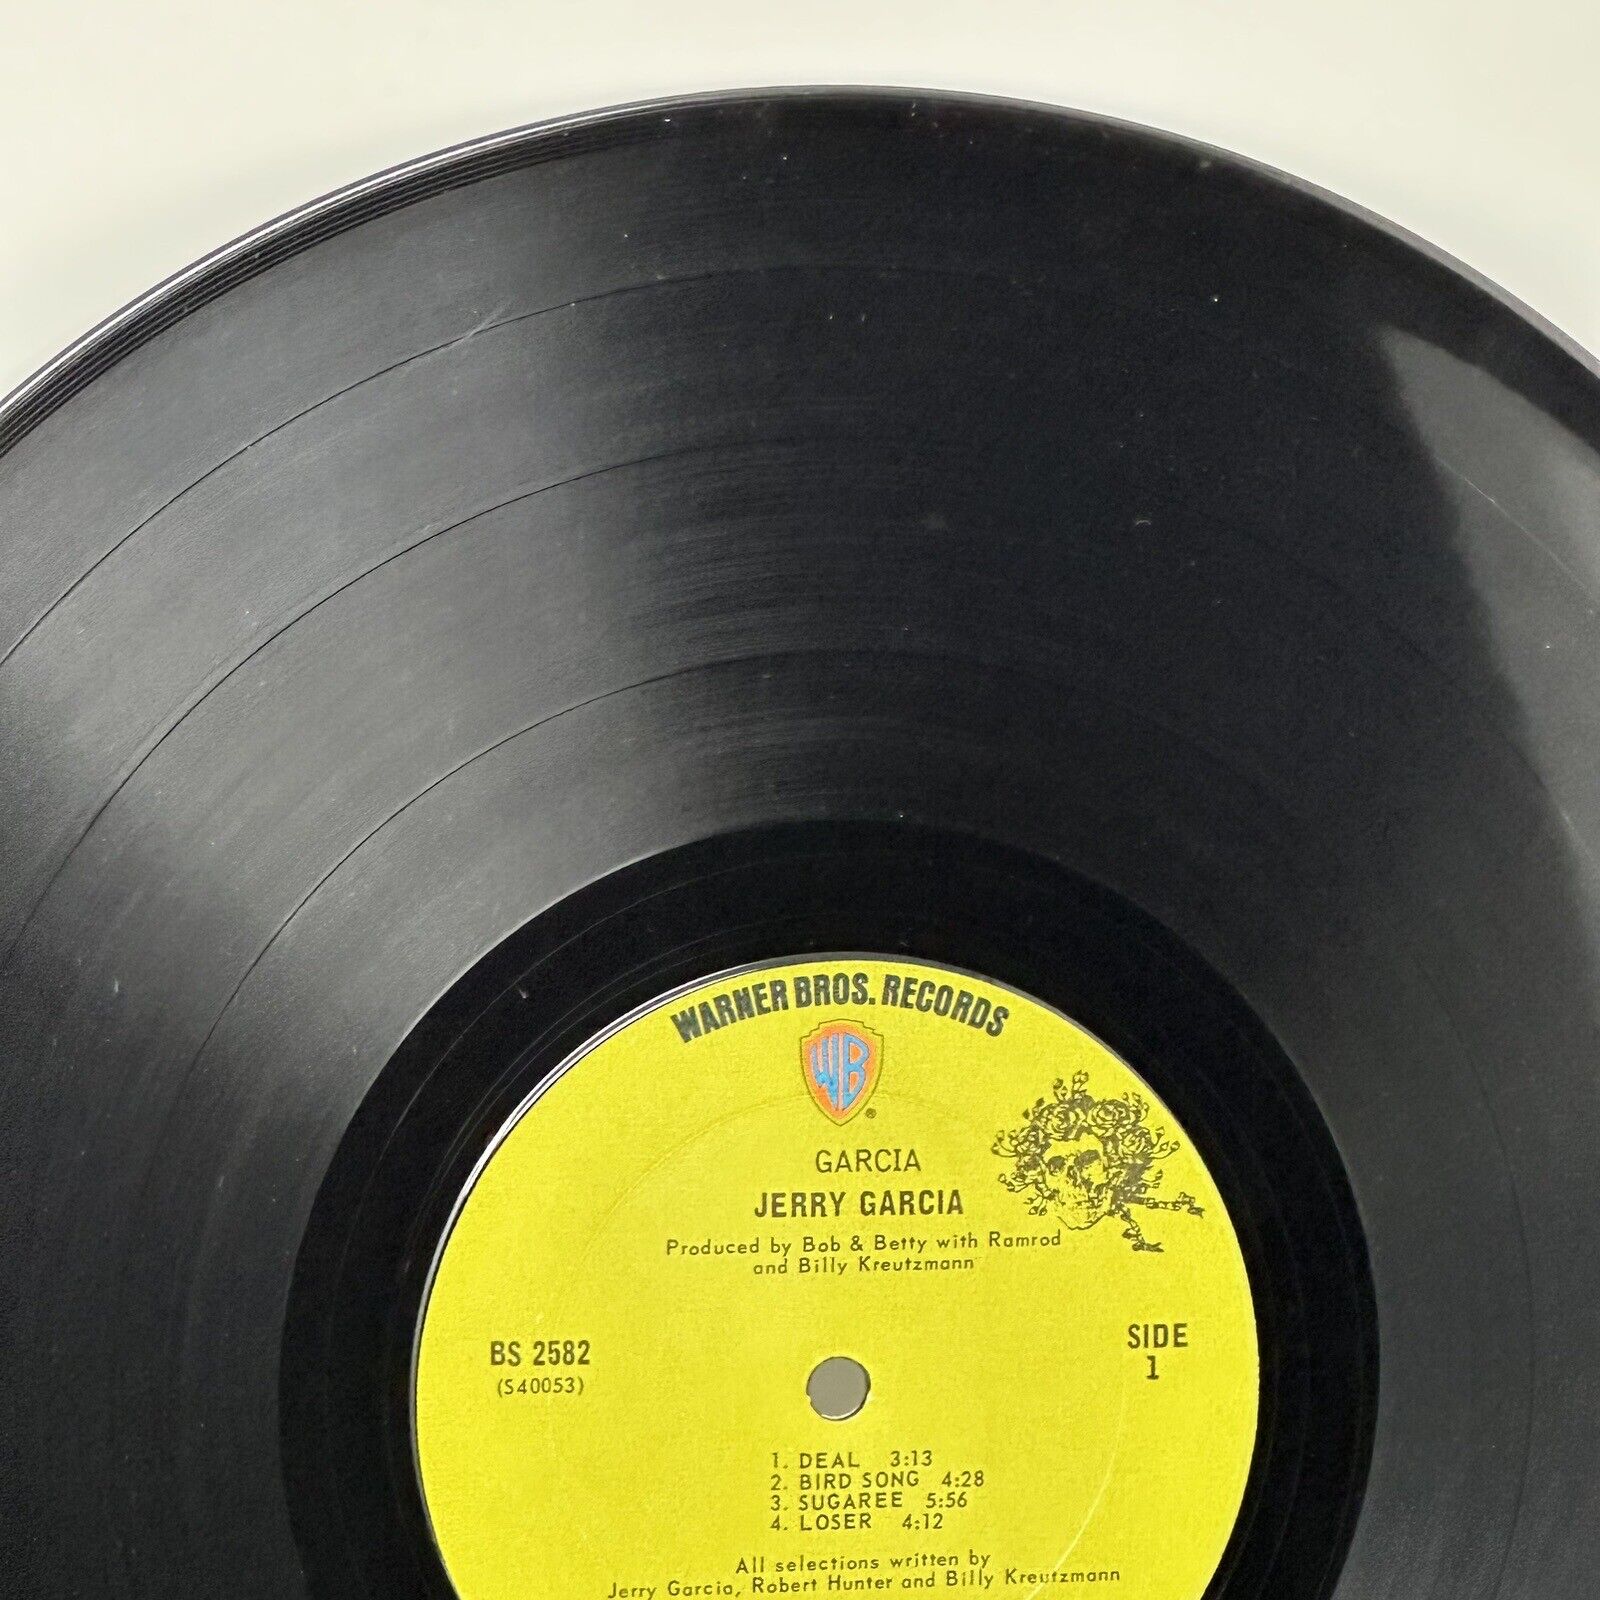 WARNER BROS. RECORDS
WB
®
GARCIA
JERRY GARCIA
Produced by Bob & Betty with Ramrod
and Billy Kreutzmann
BS 2582
(S40053)
SIDE
1
1. DEAL 3:13
2. BIRD SONG 4:28
3. SUGAREE 5:56
4. LOSER 4:12
All selections written by
Jerry Garcia, Robert Hunter and Billy Kreutzmann